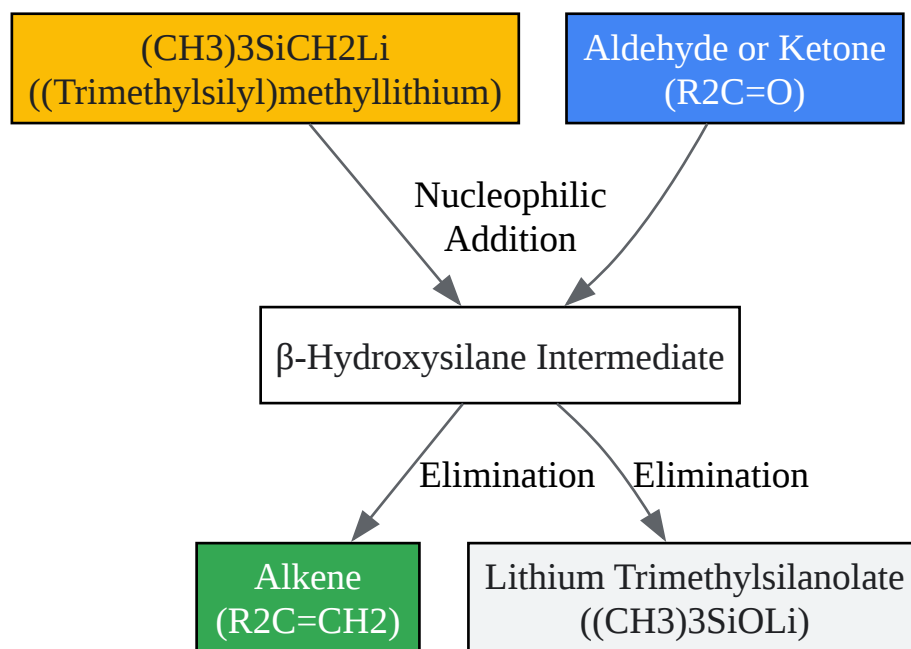 (CH3)3SiCH2Li
((Trimethylsilyl)methyllithium)
Aldehyde or Ketone
(R2C=O)
Nucleophilic
Addition
β-Hydroxysilane Intermediate
Elimination
Elimination
Alkene
(R2C=CH2)
Lithium Trimethylsilanolate
((CH3)3SiOLi)